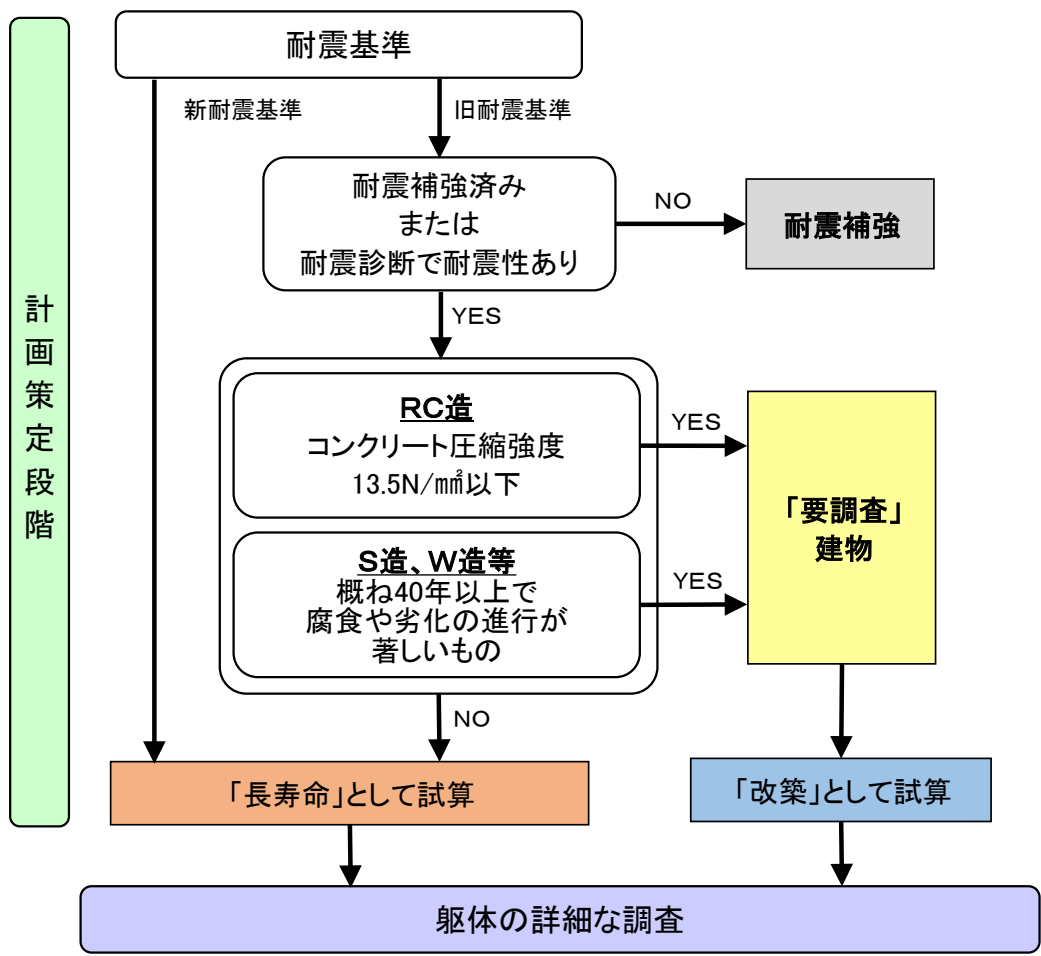 計画策定段階
耐震基準
新耐震基準
旧耐震基準
耐震補強済み
または
耐震診断で耐震性あり
NO
耐震補強
YES
RC造
コンクリート圧縮強度
13.5N/m㎡以下
YES
S造、W造等
概ね40年以上で
腐食や劣化の進行が
著しいもの
YES
「要調査」
建物
NO
「長寿命」として試算
「改築」として試算
躯体の詳細な調査